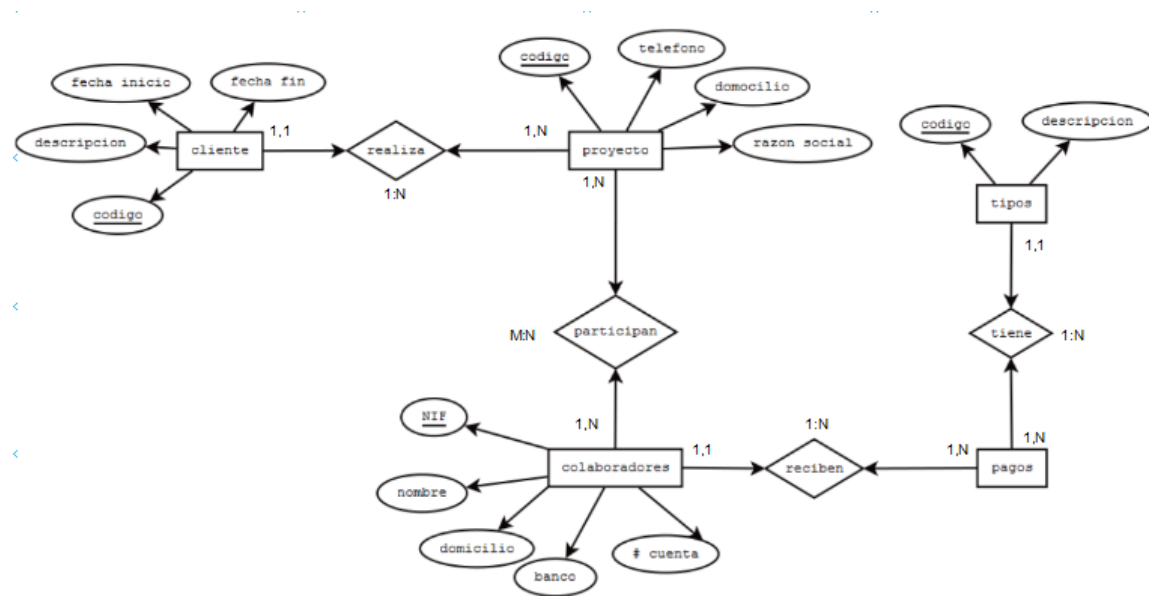 codigo
telefono
fecha inicio
fecha fin
domocilio
descripcion
codigo
descripcion
1,1
1,N
cliente
realiza
proyecto
razon social
1:N
1,N
codigo
tipos
1,1
M:N
participan
tiene
1:N
NIF
1,N
1:N
1,1
1,N
1,N
colaboradores
reciben
pagos
nombre
domicilio
# cuenta
banco